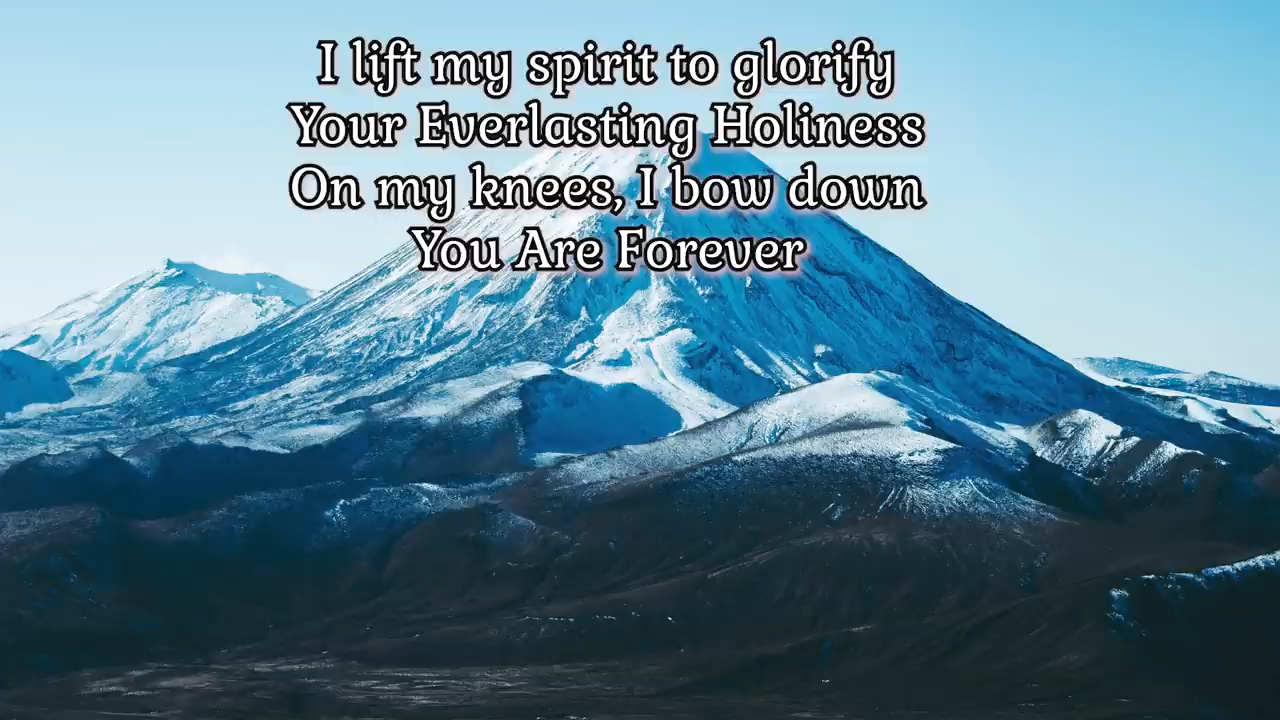 I lift my spirit to glorify
Your Everlasting Holiness
On my knees, I bow down
You Are Forever